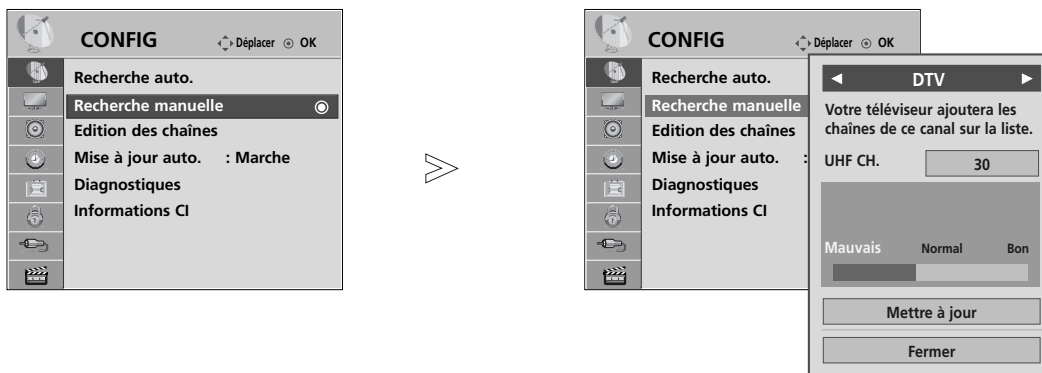 CONFIG
Déplacer OK
Recherche auto.
Recherche manuelle
Edition des chaînes
Mise à jour auto. : Marche
Diagnostiques
Informations CI
CONFIG
Déplacer OK
Recherche auto.
Recherche manuelle
Edition des chaînes
Mise à jour auto. :
Diagnostiques
Informations CI
DTV
Votre téléviseur ajoutera les
chaînes de ce canal sur la liste.
UHF CH. 30
Mauvais Normal Bon
Mettre à jour
Fermer